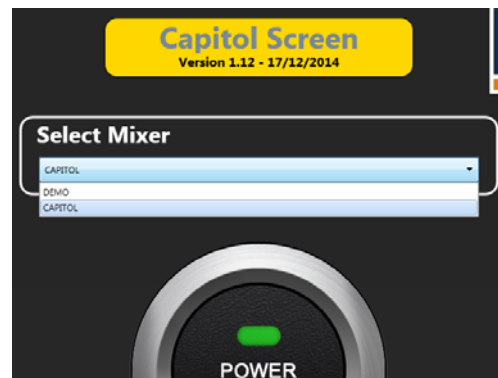 Capitol Screen
Version 1.12 - 17/12/2014
Select Mixer
CAPITOL
DEMO
CAPITOL
POWER